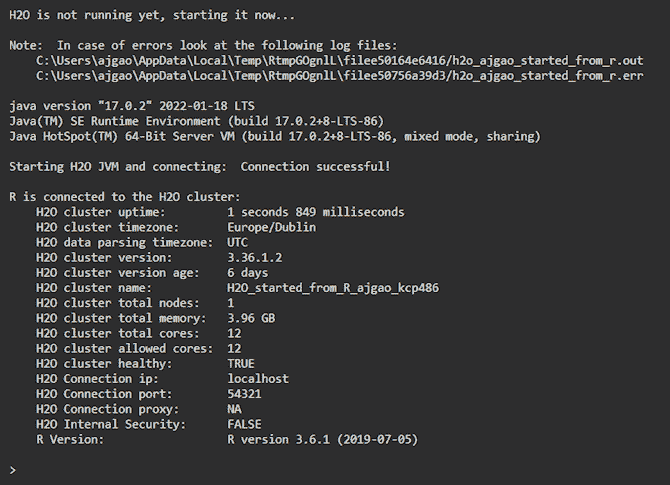 H2O is not running yet, starting it now...
Note:  In case of errors look at the following log files:
    C:\Users\ajgao\AppData\Local\Temp\RtmpGOgnlL\filee50164e6416/h2o_ajgao_started_from_r.out
    C:\Users\ajgao\AppData\Local\Temp\RtmpGOgnlL\filee50756a39d3/h2o_ajgao_started_from_r.err
java version "17.0.2" 2022-01-18 LTS
Java(TM) SE Runtime Environment (build 17.0.2+8-LTS-86)
Java HotSpot(TM) 64-Bit Server VM (build 17.0.2+8-LTS-86, mixed mode, sharing)
Starting H2O JVM and connecting:  Connection successful!
R is connected to the H2O cluster:
    H2O cluster uptime:         1 seconds 849 milliseconds
    H2O cluster timezone:       Europe/Dublin
    H2O data parsing timezone:  UTC
    H2O cluster version:        3.36.1.2
    H2O cluster version age:    6 days
    H2O cluster name:           H2O_started_from_R_ajgao_kcp486
    H2O cluster total nodes:    1
    H2O cluster total memory:   3.96 GB
    H2O cluster total cores:    12
    H2O cluster allowed cores:  12
    H2O cluster healthy:        TRUE
    H2O Connection ip:          localhost
    H2O Connection port:        54321
    H2O Connection proxy:       NA
    H2O Internal Security:      FALSE
    R Version:                  R version 3.6.1 (2019-07-05)
>